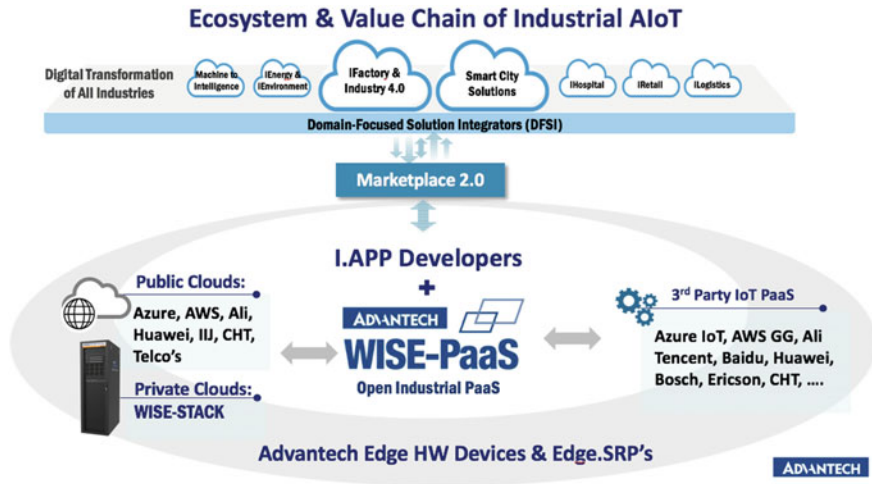 Ecosystem & Value Chain of Industrial AIoT
Digital Transformation
of All Industries
Machine to
Intelligence
IEnergy &
IEnvironment
IFactory &
Industry 4.0
Smart City
Solutions
IHospital
IRetail
ILogistics
Domain-Focused Solution Integrators (DFSI)
Marketplace 2.0
I.APP Developers
+
Public Clouds:
Azure, AWS, Ali,
Huawei, IIJ, CHT,
Telco's
Private Clouds:
WISE-STACK
ADVANTECH
WISE-PaaS
Open Industrial PaaS
3rd Party IoT PaaS
Azure IoT, AWS GG, Ali
Tencent, Baidu, Huawei,
Bosch, Ericson, CHT, ....
Advantech Edge HW Devices & Edge.SRP's
ADVANTECH